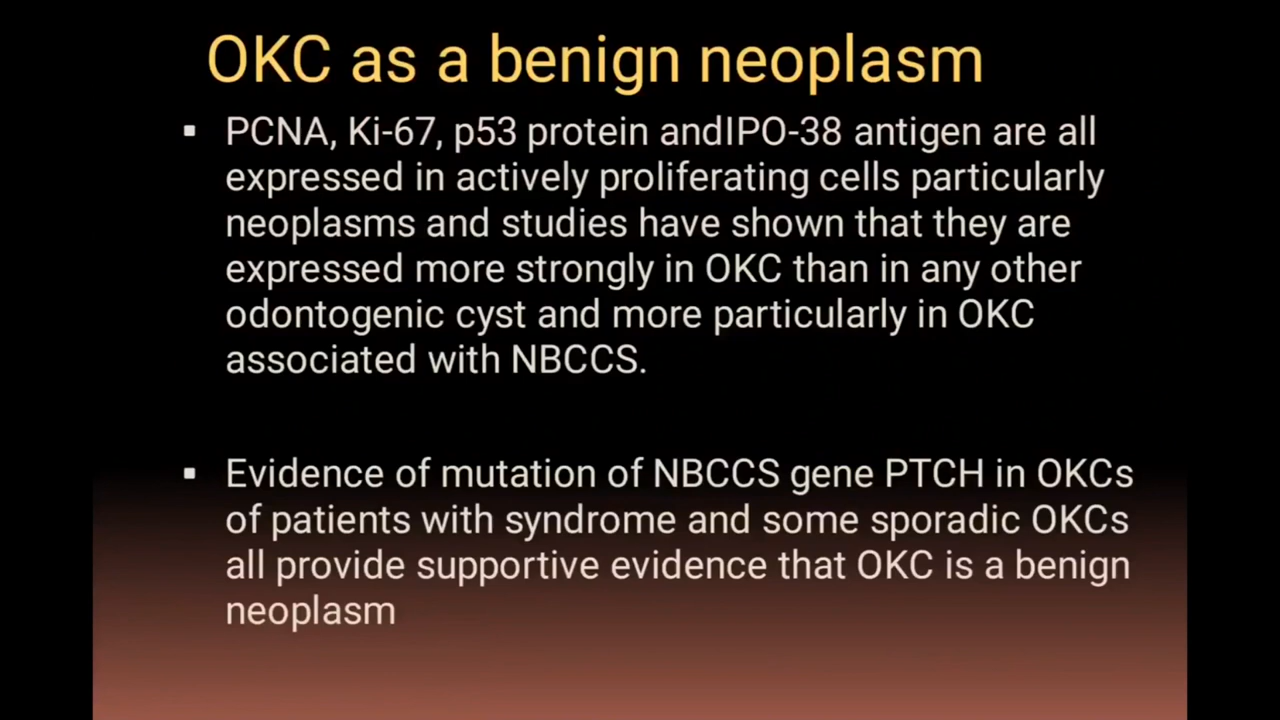 OKC as a benign neoplasm
▪ PCNA, Ki-67, p53 protein andIPO-38 antigen are all
expressed in actively proliferating cells particularly
neoplasms and studies have shown that they are
expressed more strongly in OKC than in any other
odontogenic cyst and more particularly in OKC
associated with NBCCS.
▪ Evidence of mutation of NBCCS gene PTCH in OKCs
of patients with syndrome and some sporadic OKCs
all provide supportive evidence that OKC is a benign
neoplasm